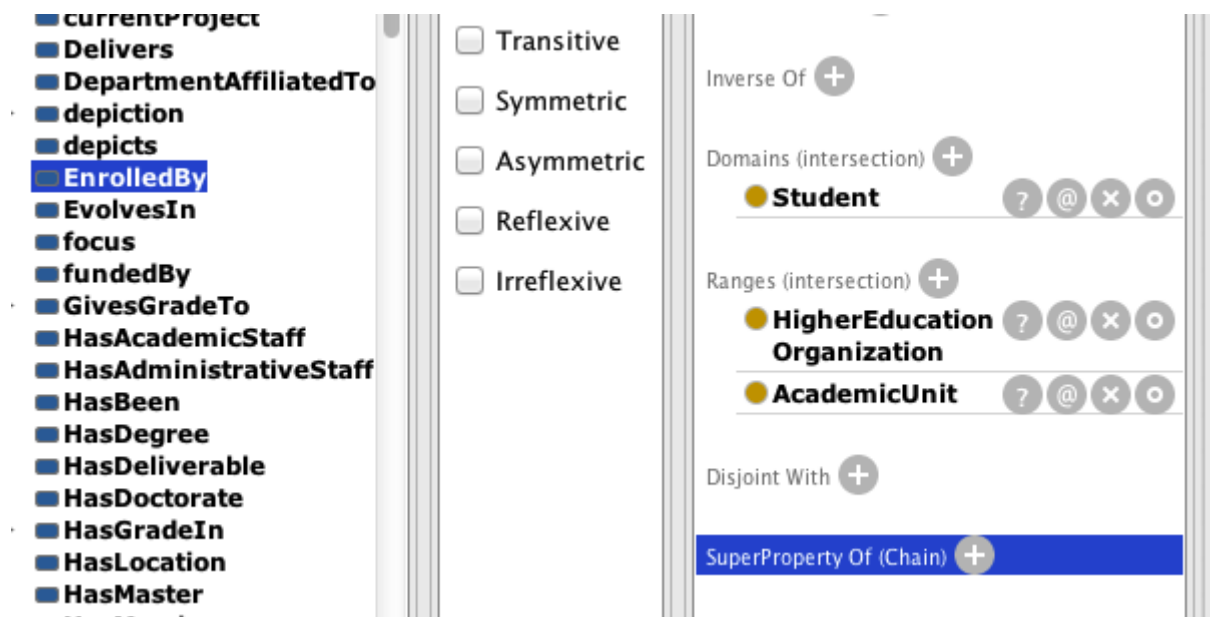 currentProject
Delivers
DepartmentAffiliatedTo
depiction
depicts
EnrolledBy
EvolvesIn
focus
fundedBy
GivesGradeTo
HasAcademicStaff
HasAdministrativeStaff
HasBeen
HasDegree
HasDeliverable
HasDoctorate
HasGradeIn
HasLocation
HasMaster
Transitive
Symmetric
Asymmetric
Reflexive
Irreflexive
Inverse Of +
Domains (intersection) +
Student ? @ × o
Ranges (intersection) +
HigherEducation ? @ × o
Organization
AcademicUnit ? @ × o
Disjoint With +
SuperProperty Of (Chain) +